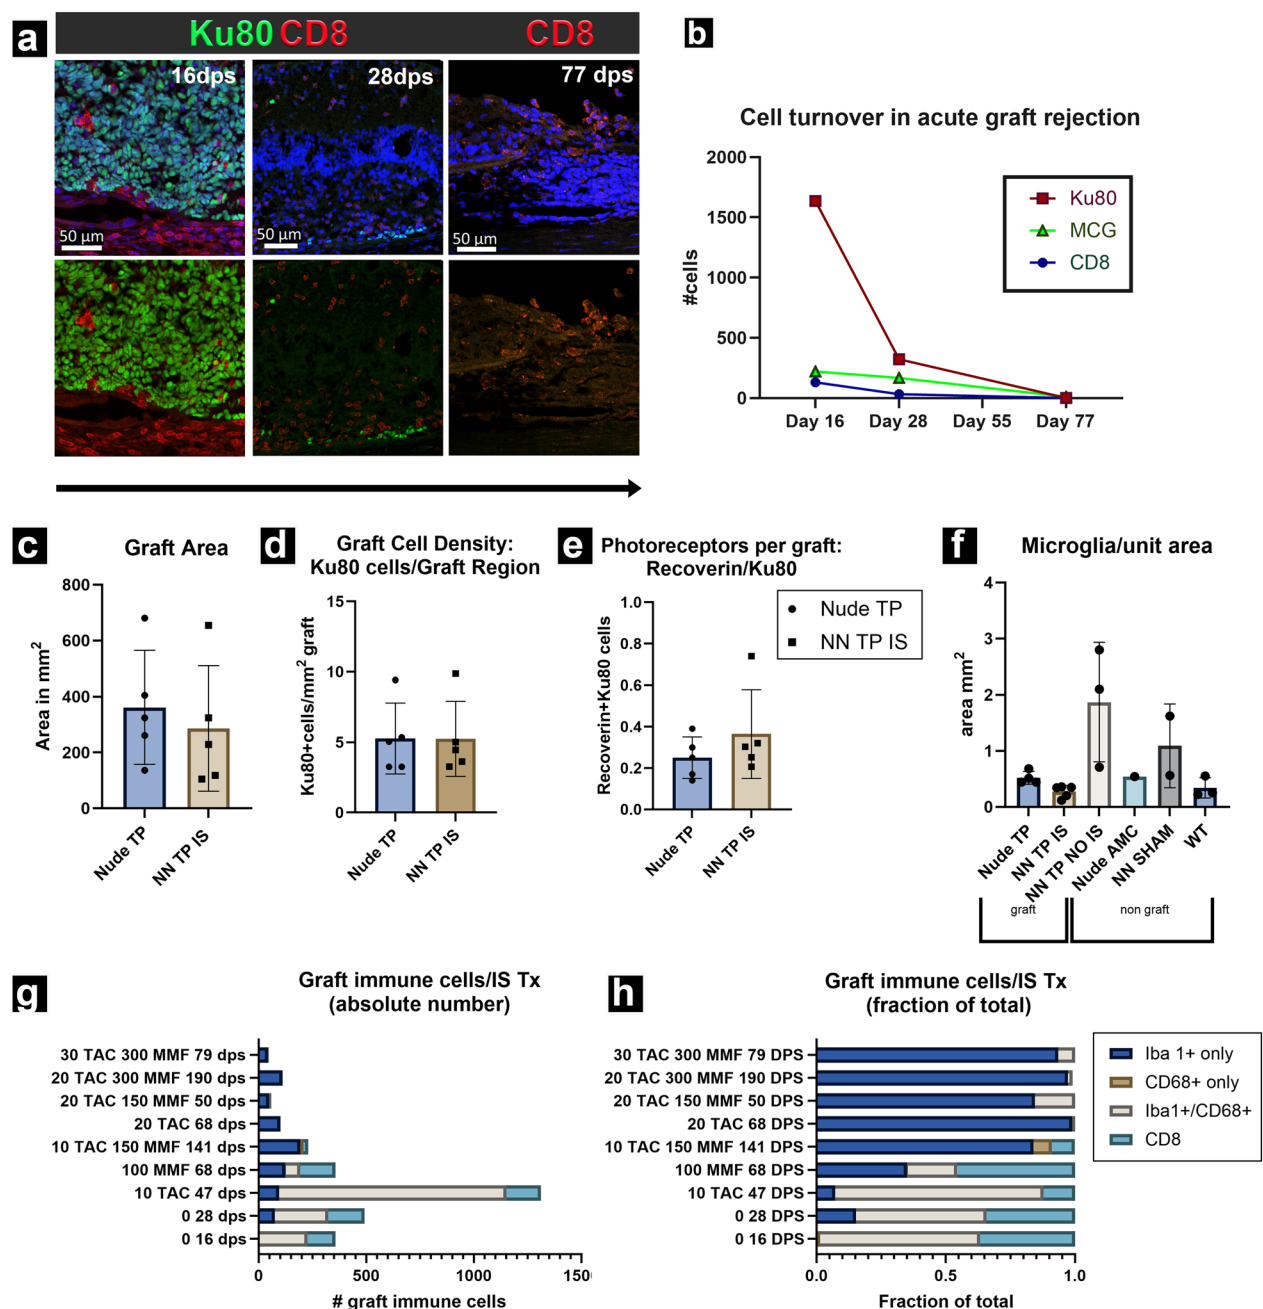 a
Ku80 CD8
CD8
16dps
28dps
77 dps
50 µm
50 µm
50 µm
b
Cell turnover in acute graft rejection
#cells
2000
1500
1000
500
0
Day 16
Day 28
Day 55
Day 77
Ku80
MCG
CD8
c
Graft Area
Area in mm²
800
600
400
200
0
Nude TP
NN TP IS
d
Graft Cell Density:
Ku80 cells/Graft Region
Ku80+cells/mm² graft
15
10
5
0
Nude TP
NN TP IS
e
Photoreceptors per graft:
Recoverin/Ku80
Recoverin+Ku80 cells
1.0
0.8
0.6
0.4
0.2
0.0
Nude TP
NN TP IS
Nude TP
NN TP IS
f
Microglia/unit area
area mm²
4
3
2
1
0
Nude TP
NN TP IS
NN TP NO IS
Nude AMC
NN SHAM
WT
graft
non graft
g
Graft immune cells/IS Tx
(absolute number)
30 TAC 300 MMF 79 dps
20 TAC 300 MMF 190 dps
20 TAC 150 MMF 50 dps
20 TAC 68 dps
10 TAC 150 MMF 141 dps
100 MMF 68 dps
10 TAC 47 dps
0 28 dps
0 16 dps
0
500
1000
150
# graft immune cells
h
Graft immune cells/IS Tx
(fraction of total)
30 TAC 300 MMF 79 DPS
20 TAC 300 MMF 190 DPS
20 TAC 150 MMF 50 DPS
20 TAC 68 DPS
10 TAC 150 MMF 141 DPS
100 MMF 68 DPS
10 TAC 47 DPS
0 28 DPS
0 16 DPS
0.0
0.5
1.0
Fraction of total
Iba 1+ only
CD68+ only
Iba1+/CD68+
CD8